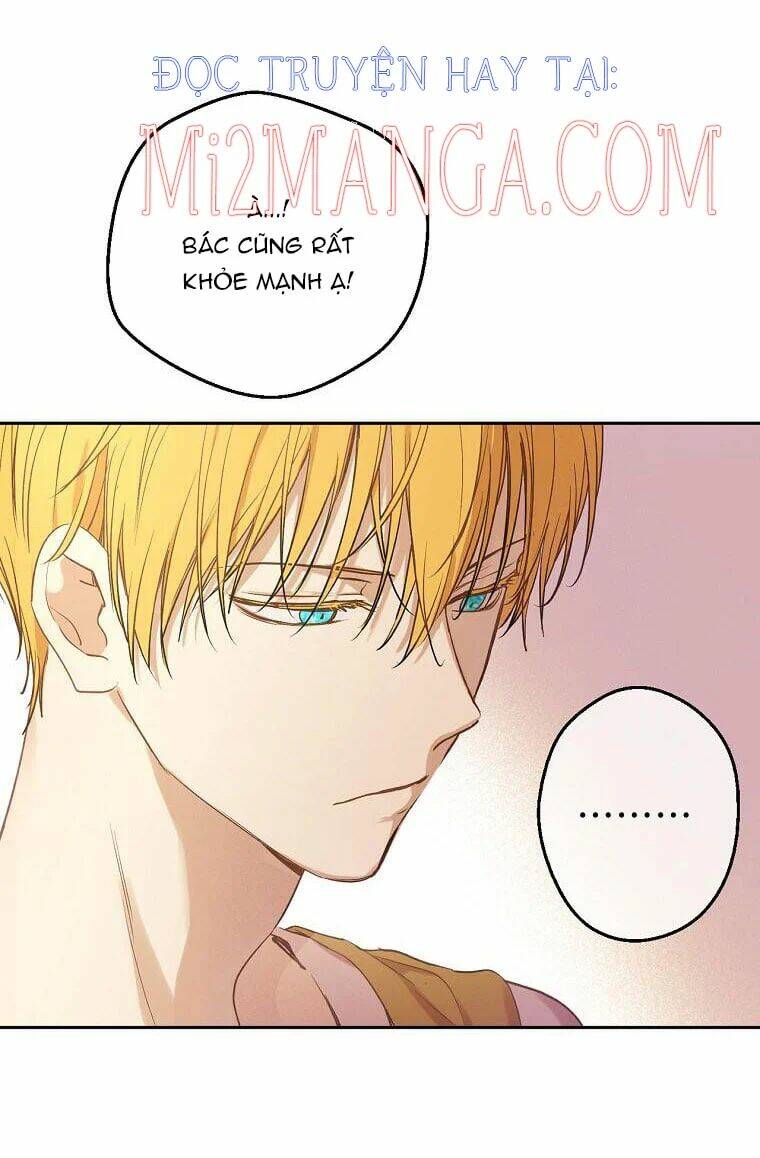 ĐỌC TRUYỆN HAY TẠI:
MI2MANGA.COM
À...!
BÁC CŨNG RẤT
KHỎE MẠNH Ạ!
.........